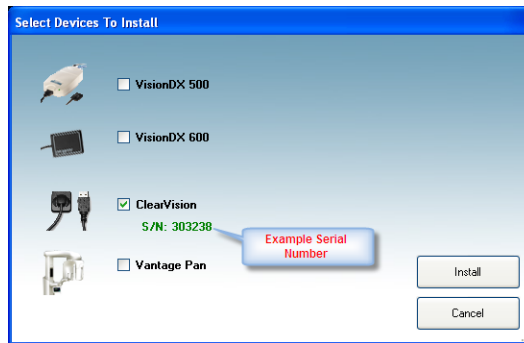 Select Devices To Install
VisionDX 500
VisionDX 600
ClearVision
S/N: 303238
Example Serial
Number
Vantage Pan
Install
Cancel